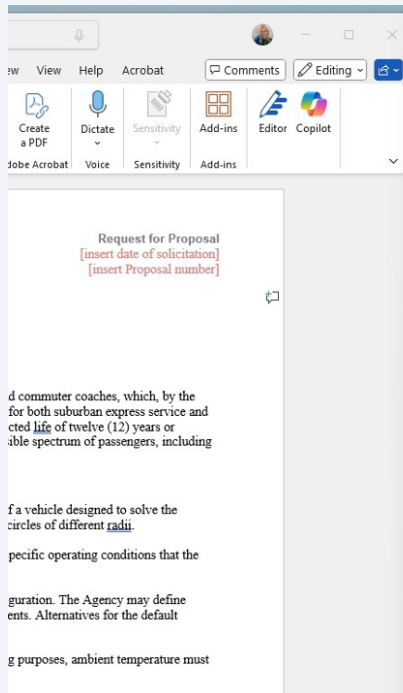 ew View Help Acrobat Comments Editing
Create a PDF Dictate Sensitivity Add-ins Editor Copilot
dobe Acrobat Voice Sensitivity Add-ins
Request for Proposal
[insert date of solicitation]
[insert Proposal number]
d commuter coaches, which, by the
for both suburban express service and
cted life of twelve (12) years or
ible spectrum of passengers, including
f a vehicle designed to solve the
circles of different radii.
pecific operating conditions that the
guration. The Agency may define
ents. Alternatives for the default
g purposes, ambient temperature must